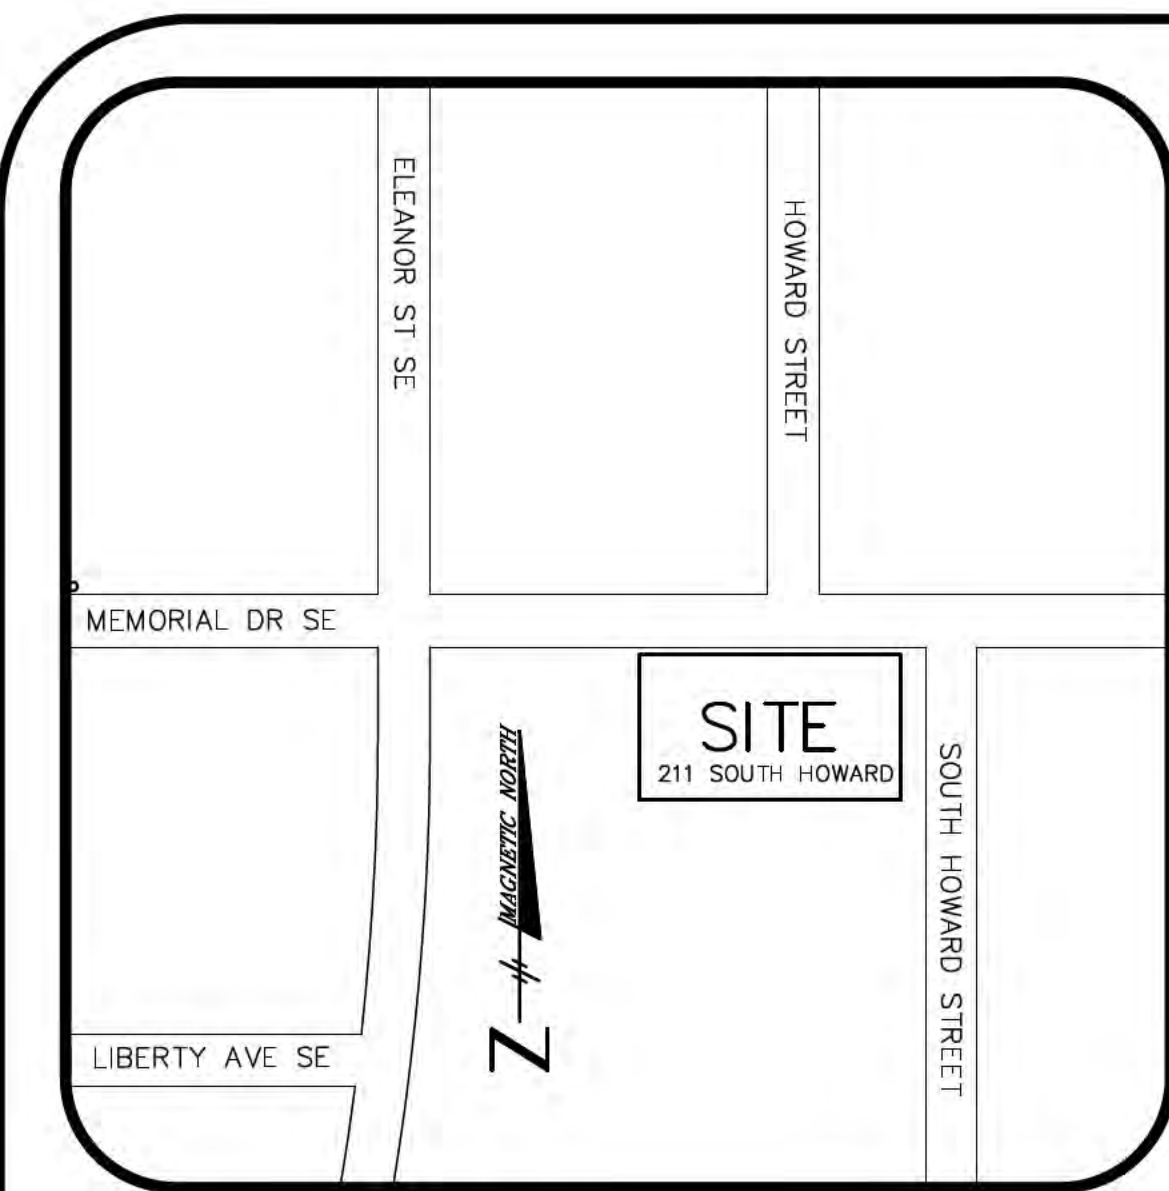 ELEANOR ST SE
HOWARD STREET
MEMORIAL DR SE
SITE
211 SOUTH HOWARD
MAGNETIC NORTH
N
SOUTH HOWARD STREET
LIBERTY AVE SE